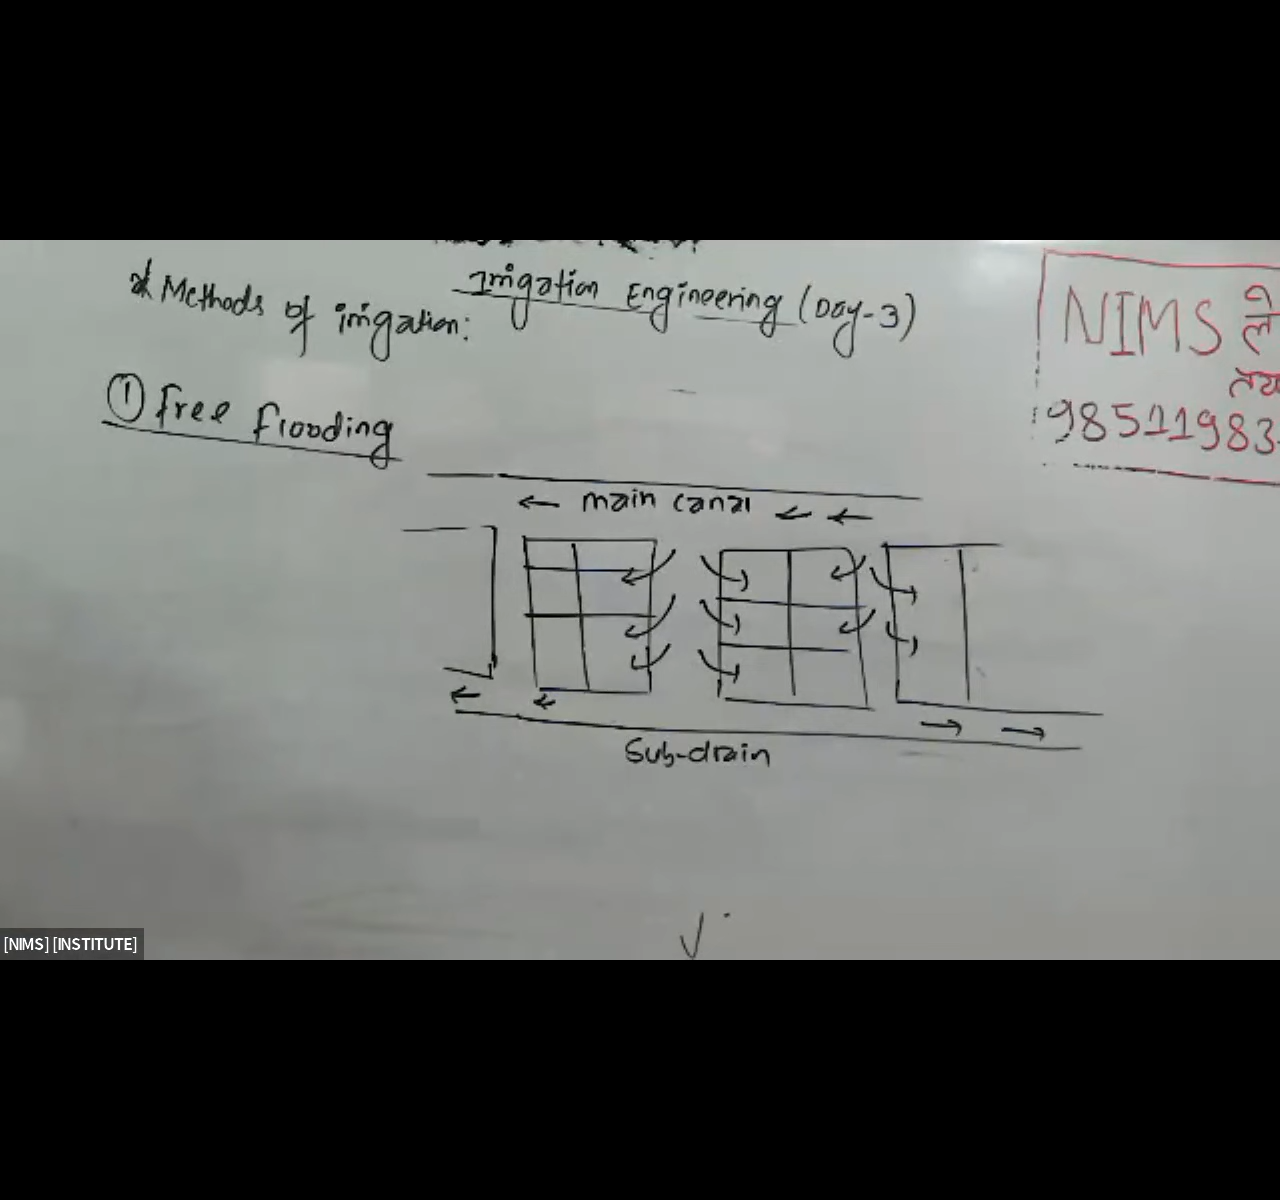 Irrigation Engineering (Day-3)
* Methods of irrigation:
① free flooding
← main canal ← ←
Sub-drain
NIMS ले
98511983
[NIMS] [INSTITUTE]